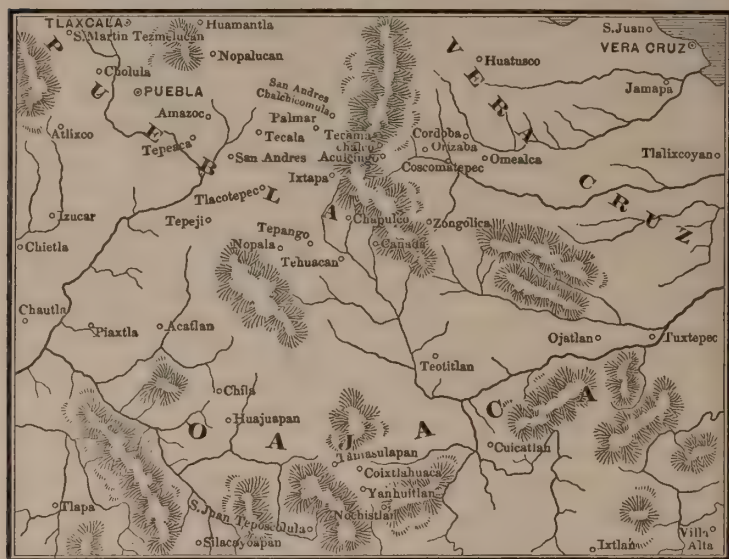 TLAXCALA
S. Martin Tezmelucan
Huamantla
Nopalucan
Cholula
PUEBLA
Amazoc
Atlixco
Tepeaca
San Andres
Chalchicomula
Palmar
Tecala
Tecama
chalco
Acultcingo
San Andres
Ixtapa
Tlacotepec
Izucar
Tepeji
Chietla
Tepango
Nopala
Tehuacan
Chapulco
Cañada
Chautla
Piaxtla
Acatlan
PUEBLA
S. Juan
VERA CRUZ
Huatusco
Jamapa
Cordoba
Orizaba
Omealca
Coscomatepec
Tlalixcoyan
Zongolica
VERA CRUZ
Ojatlan
Tuxtepec
Teotitlan
Chila
Huajuapan
OAJACA
Cuicatlan
Tamasulapan
Coixtlahuaca
Yanhuitlan
Nochistlan
S. Juan Teposcolula
Silacayoapan
Tlapa
Ixtlan
Villa
Alta